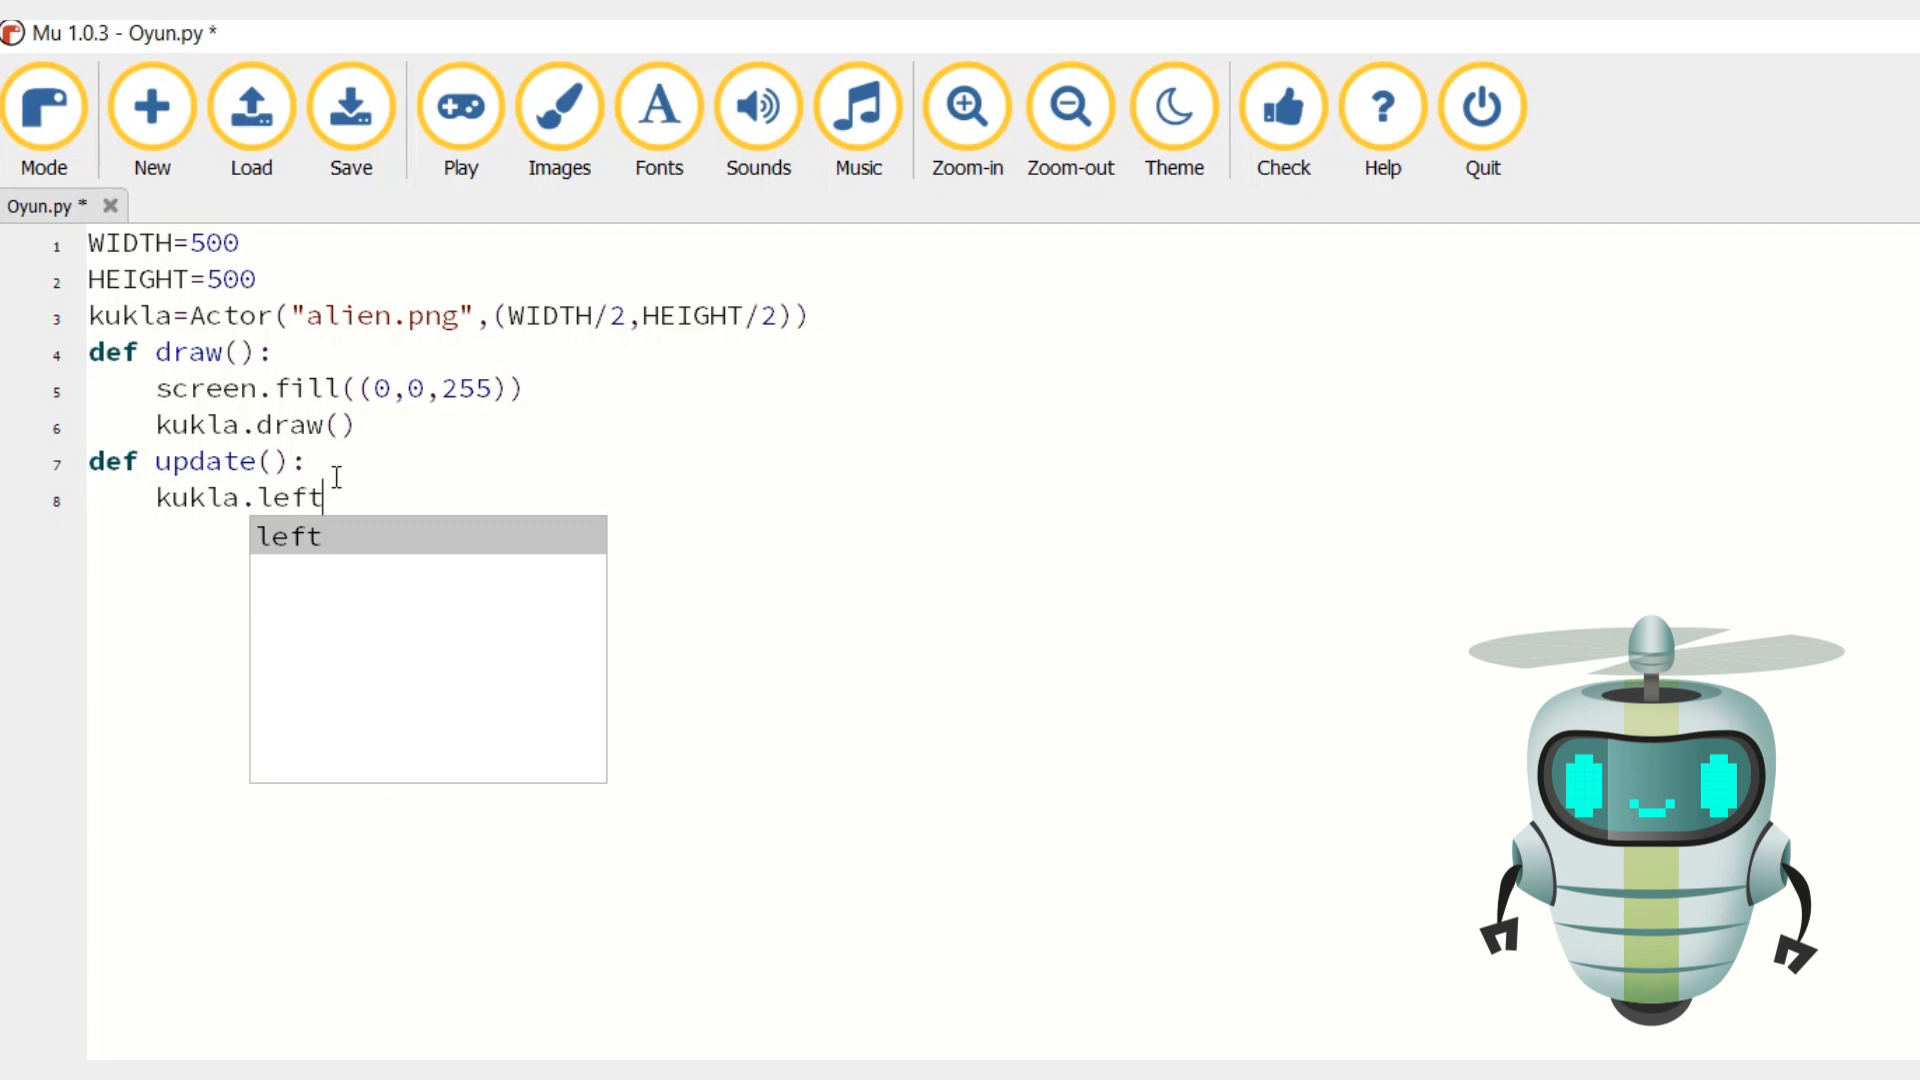 Mu 1.0.3 - Oyun.py *
Mode New Load Save Play Images Fonts Sounds Music Zoom-in Zoom-out Theme Check Help Quit
Oyun.py *
1 WIDTH=500
2 HEIGHT=500
3 kukla=Actor("alien.png",(WIDTH/2,HEIGHT/2))
4 def draw():
5     screen.fill((0,0,255))
6     kukla.draw()
7 def update():
8     kukla.left
left